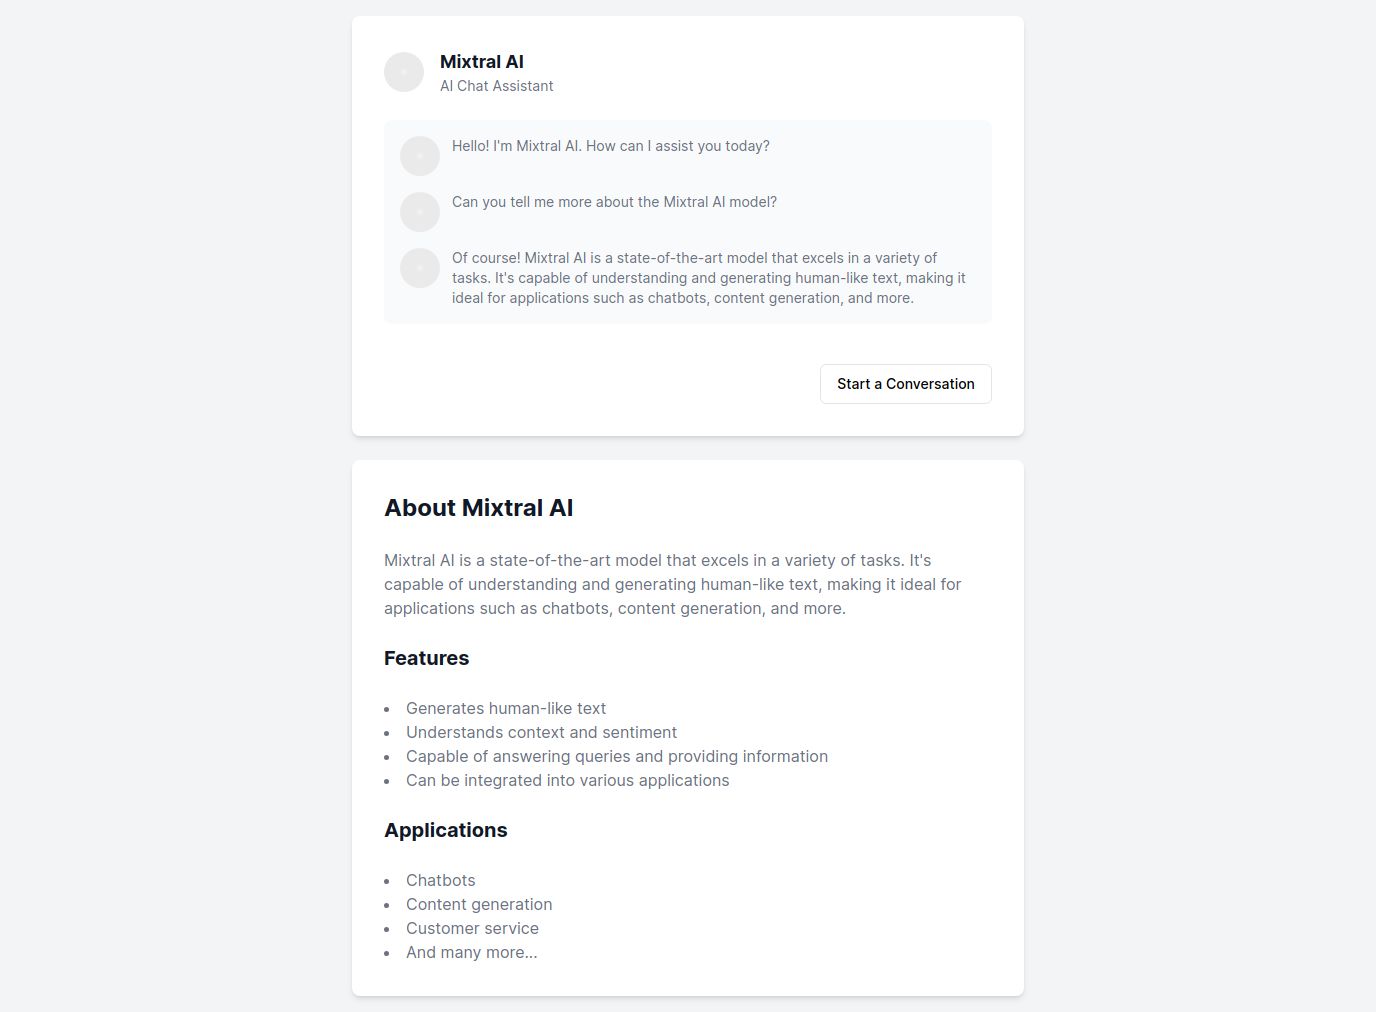 Mixtral AI
AI Chat Assistant
Hello! I'm Mixtral AI. How can I assist you today?
Can you tell me more about the Mixtral AI model?
Of course! Mixtral AI is a state-of-the-art model that excels in a variety of
tasks. It's capable of understanding and generating human-like text, making it
ideal for applications such as chatbots, content generation, and more.
Start a Conversation
About Mixtral AI
Mixtral AI is a state-of-the-art model that excels in a variety of tasks. It's
capable of understanding and generating human-like text, making it ideal for
applications such as chatbots, content generation, and more.
Features
• Generates human-like text
• Understands context and sentiment
• Capable of answering queries and providing information
• Can be integrated into various applications
Applications
• Chatbots
• Content generation
• Customer service
• And many more...